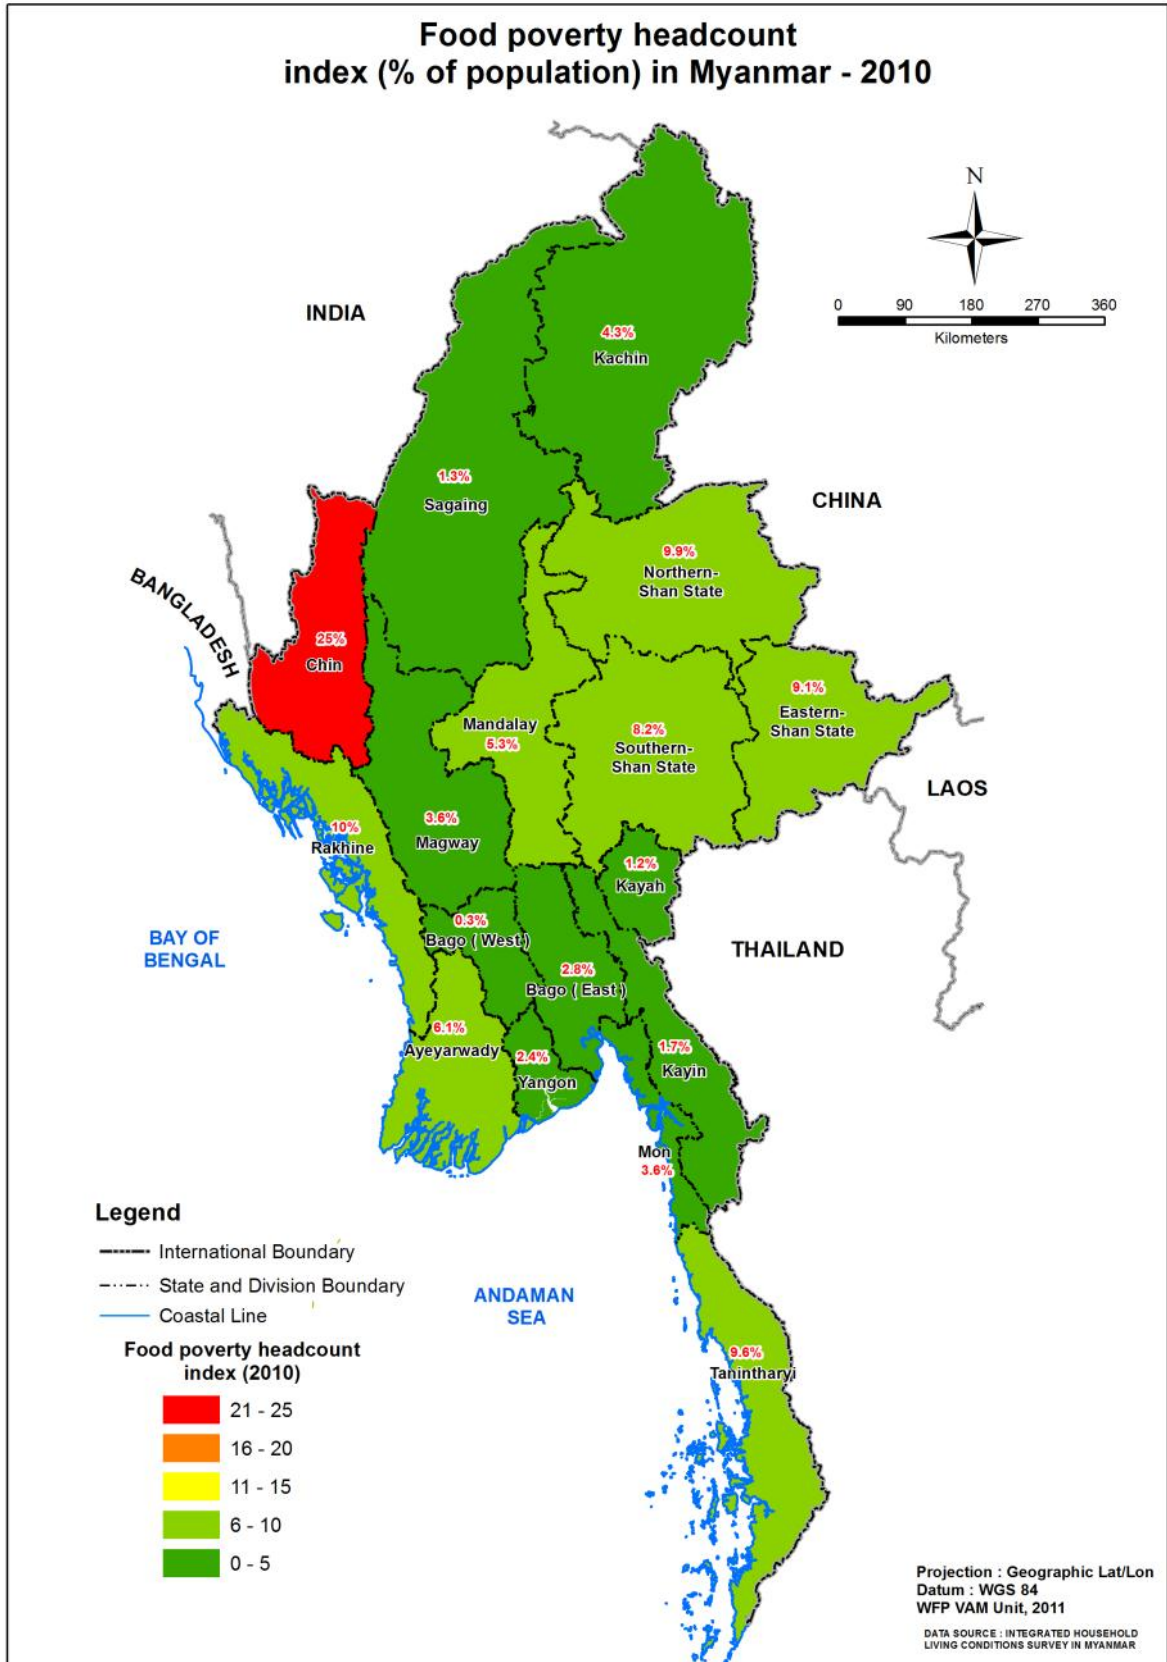 Food poverty headcount
index (% of population) in Myanmar - 2010
N
0 90 180 270 360
Kilometers
INDIA
4.3%
Kachin
1.3%
Sagaing
CHINA
9.9%
Northern-
Shan State
BANGLADESH
25%
Chin
9.1%
Eastern-
Shan State
Mandalay
5.3%
8.2%
Southern-
Shan State
LAOS
10%
Rakhine
3.6%
Magway
1.2%
Kayah
0.3%
Bago ( West )
BAY OF
BENGAL
THAILAND
2.8%
Bago ( East )
6.1%
Ayeyarwady
2.4%
Yangon
1.7%
Kayin
Mon
3.6%
Legend
International Boundary
State and Division Boundary
Coastal Line
ANDAMAN
SEA
Food poverty headcount
index (2010)
21 - 25
16 - 20
11 - 15
6 - 10
0 - 5
9.6%
Tanintharyi
Projection : Geographic Lat/Lon
Datum : WGS 84
WFP VAM Unit, 2011
DATA SOURCE : INTEGRATED HOUSEHOLD
LIVING CONDITIONS SURVEY IN MYANMAR